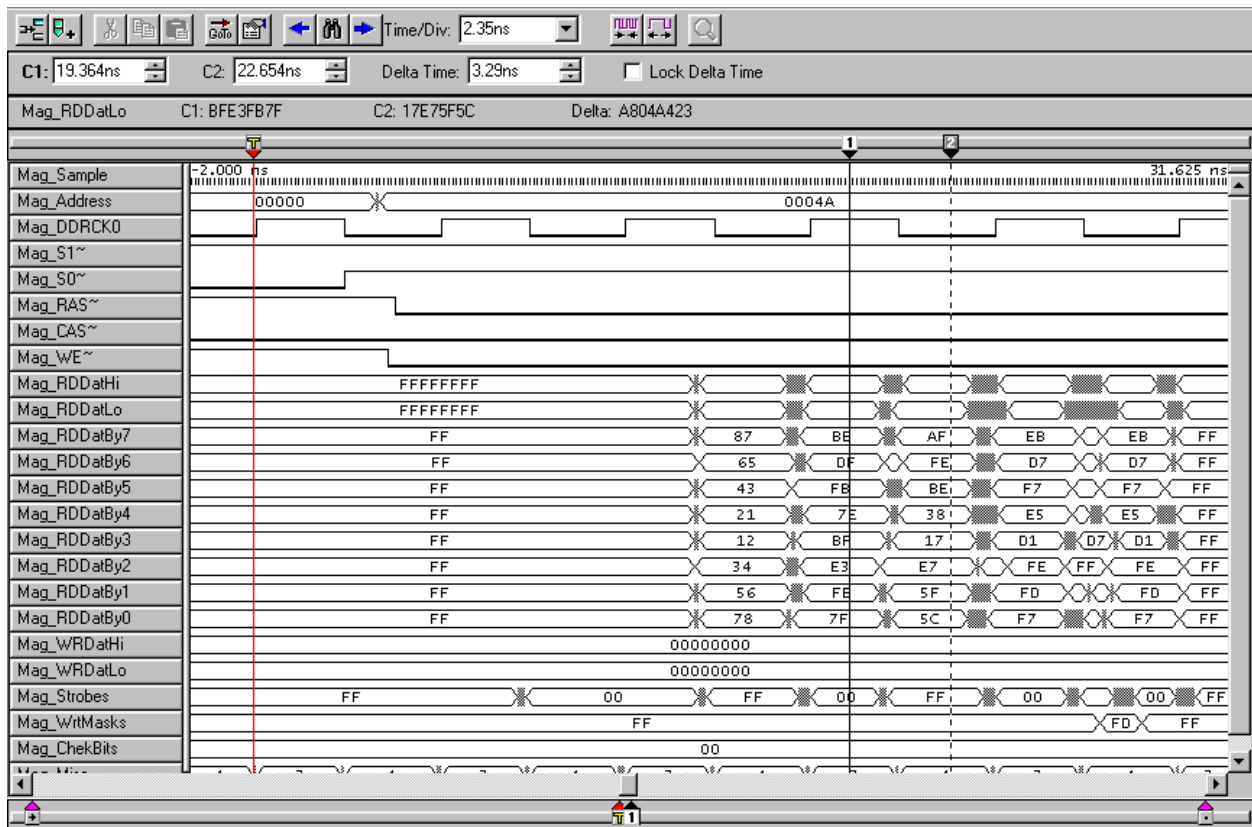 GoTo Time/Div: 2.35ns
C1: 19.364ns C2: 22.654ns Delta Time: 3.29ns Lock Delta Time
Mag_RDDatLo C1: BFE3FB7F C2: 17E75F5C Delta: A804A423
T 1 2
Mag_Sample -2.000 ns 31.625 ns
Mag_Address 00000 0004A
Mag_DDRCK0
Mag_S1~
Mag_S0~
Mag_RAS~
Mag_CAS~
Mag_WE~
Mag_RDDatHi FFFFFFFF
Mag_RDDatLo FFFFFFFF
Mag_RDDatBy7 FF 87 BE AF EB EB FF
Mag_RDDatBy6 FF 65 DF FE D7 D7 FF
Mag_RDDatBy5 FF 43 FB BE F7 F7 FF
Mag_RDDatBy4 FF 21 7E 38 E5 E5 FF
Mag_RDDatBy3 FF 12 BF 17 D1 D7 D1 FF
Mag_RDDatBy2 FF 34 E3 E7 FE FF FE FF
Mag_RDDatBy1 FF 56 FB 5F FD FD FF
Mag_RDDatBy0 FF 78 7F 5C F7 F7 FF
Mag_WRDatHi 00000000
Mag_WRDatLo 00000000
Mag_Strobes FF 00 FF 00 FF 00 00 FF
Mag_WrtMasks FF FD FF
Mag_ChekBits 00
T 1